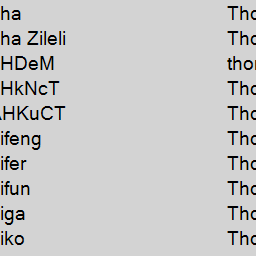 ha Tho
ha Zileli Tho
HDeM thor
HkNcT Tho
HKuCT Tho
ifeng Tho
ifer Tho
ifun Tho
iga Tho
iko Tho